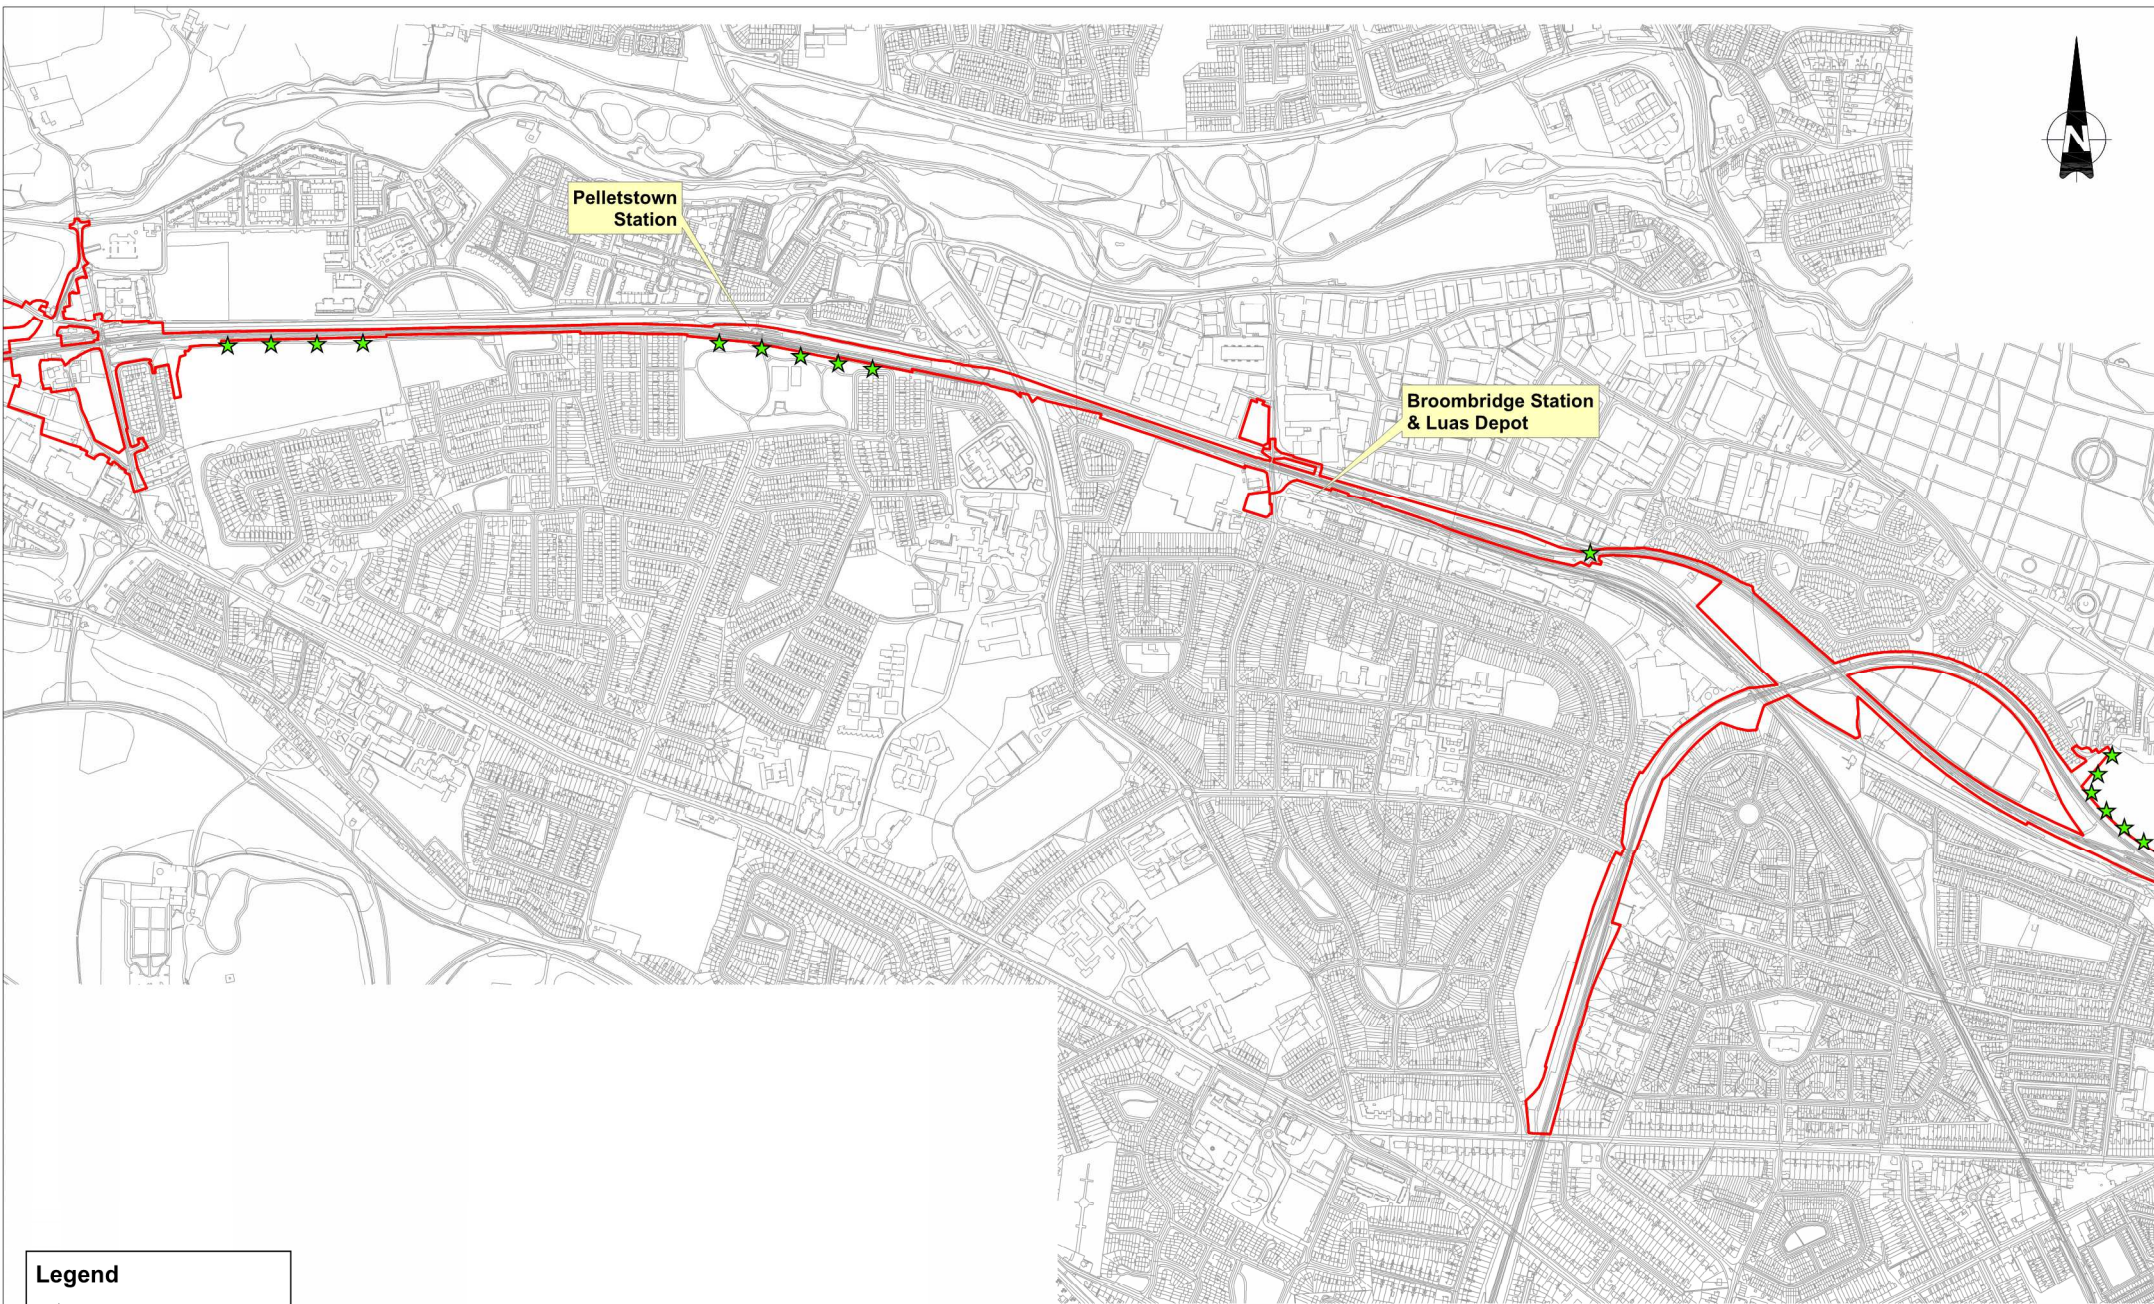 Pelletstown
Station
N
Broombridge Station
& Luas Depot
Legend